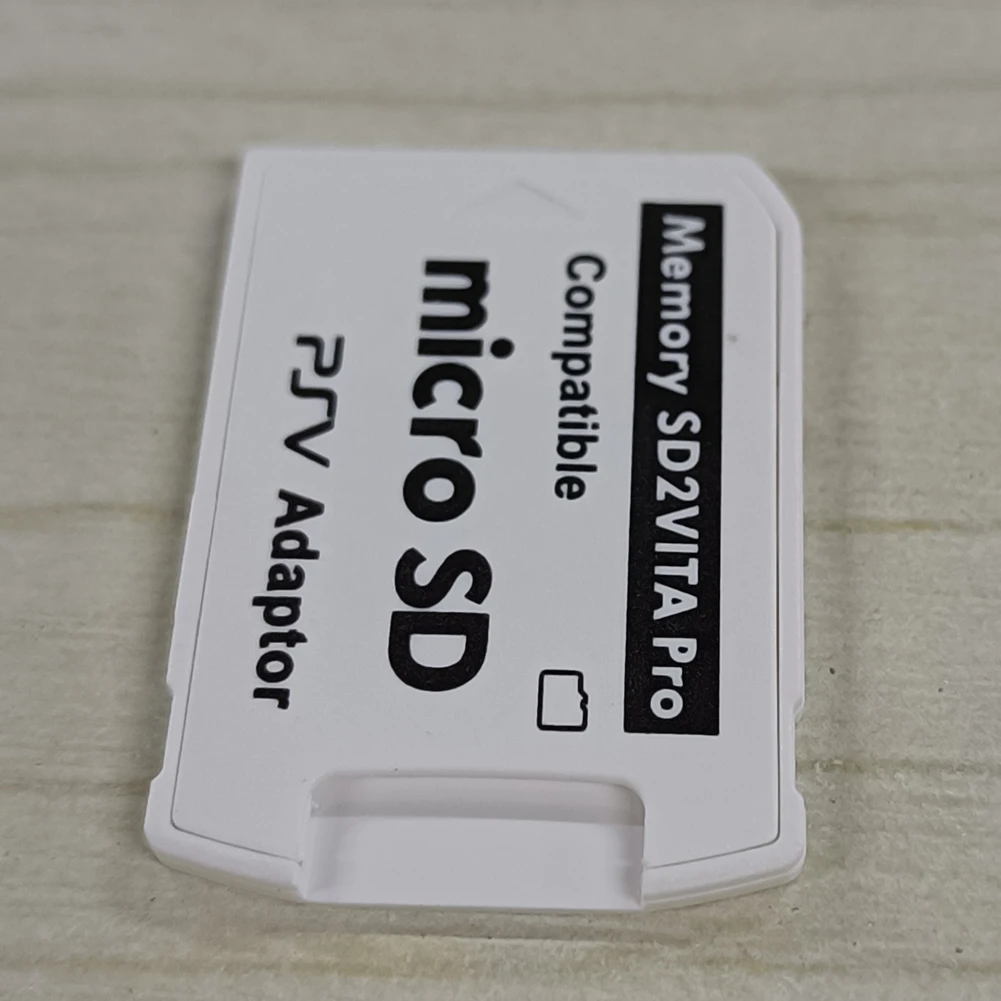 Memory SD2VITA Pro
Compatible
micro SD
PSV Adaptor